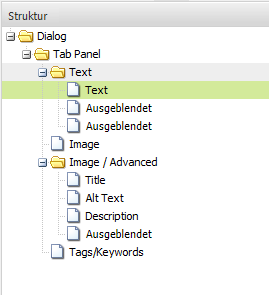 Struktur
Dialog
Tab Panel
Text
Text
Ausgeblendet
Ausgeblendet
Image
Image / Advanced
Title
Alt Text
Description
Ausgeblendet
Tags/Keywords